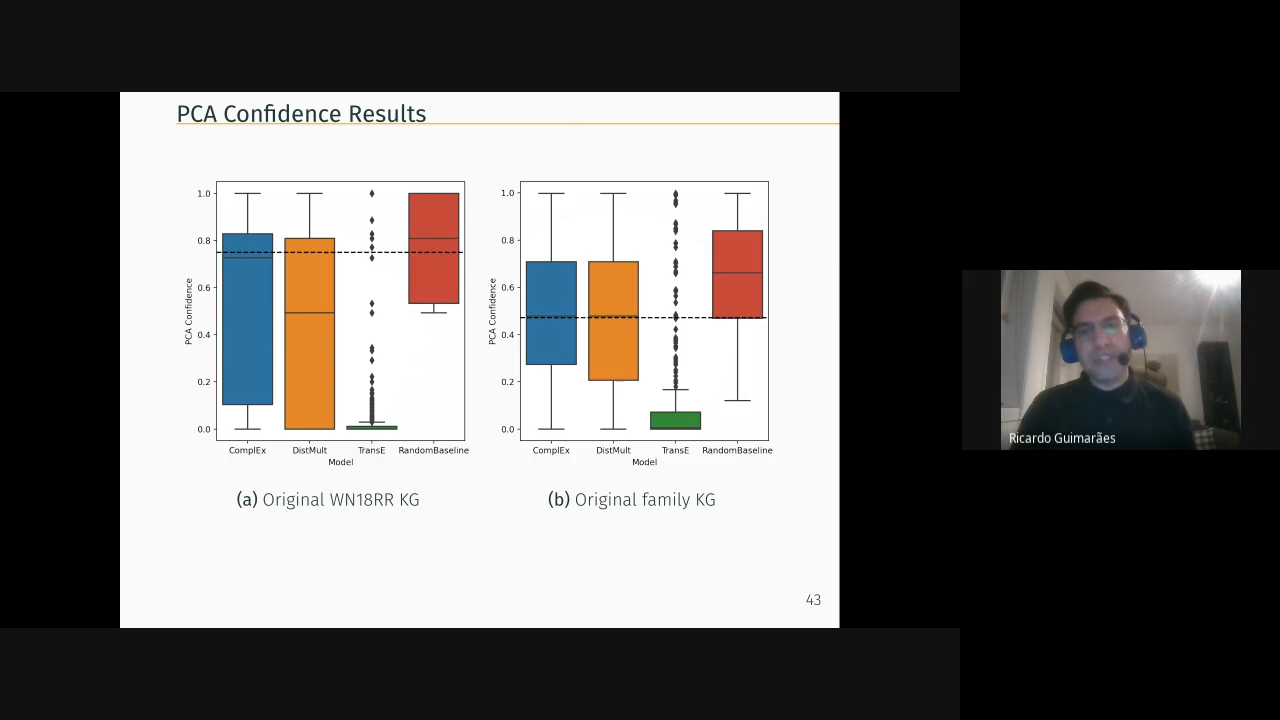 PCA Confidence Results
1.0
0.8
0.6
0.4
0.2
0.0
PCA Confidence
ComplEx DistMult TransE RandomBaseline
Model
(a) Original WN18RR KG
1.0
0.8
0.6
0.4
0.2
0.0
PCA Confidence
ComplEx DistMult TransE RandomBaseline
Model
(b) Original family KG
43
Ricardo Guimarães